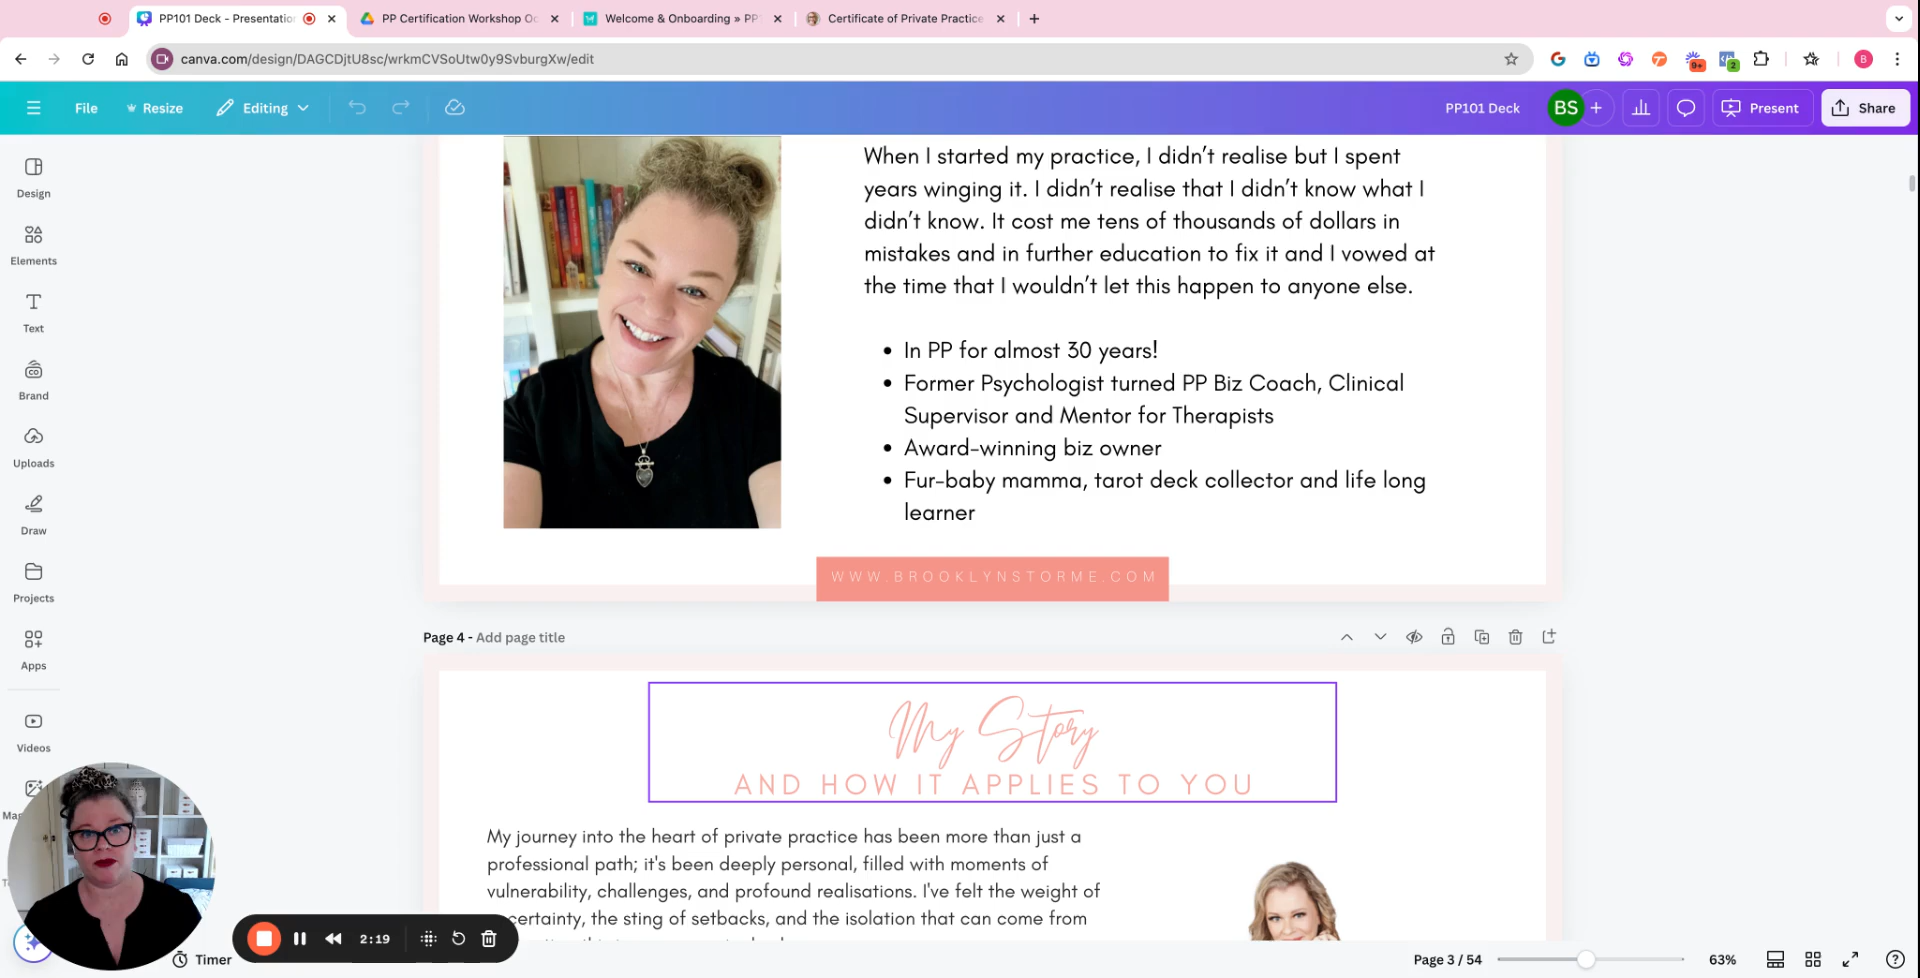 PP101 Deck - Presentation
PP Certification Workshop Oc
Welcome & Onboarding » PP
Certificate of Private Practice
canva.com/design/DAGCDjtU8sc/wrkmCVSoUtw0y9SvburgXw/edit
9+
2
B
File
Resize
Editing
PP101 Deck
BS
Present
Share
Design
Elements
Text
Brand
Uploads
Draw
Projects
Apps
Videos
When I started my practice, I didn't realise but I spent
years winging it. I didn't realise that I didn't know what I
didn't know. It cost me tens of thousands of dollars in
mistakes and in further education to fix it and I vowed at
the time that I wouldn't let this happen to anyone else.
• In PP for almost 30 years!
• Former Psychologist turned PP Biz Coach, Clinical
Supervisor and Mentor for Therapists
• Award-winning biz owner
• Fur-baby mamma, tarot deck collector and life long
learner
WWW.BROOKLYNSTORME.COM
Page 4 - Add page title
My Story
AND HOW IT APPLIES TO YOU
My journey into the heart of private practice has been more than just a
professional path; it's been deeply personal, filled with moments of
vulnerability, challenges, and profound realisations. I've felt the weight of
certainty, the sting of setbacks, and the isolation that can come from
2:19
Timer
Page 3 / 54
63%